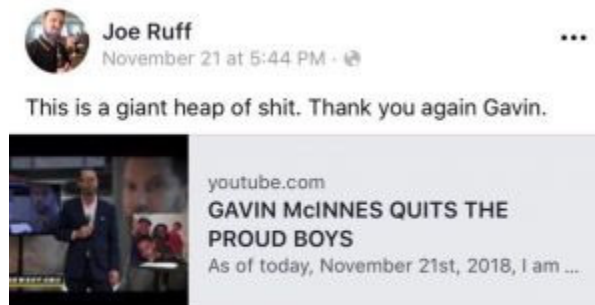 Joe Ruff
November 21 at 5:44 PM ·
This is a giant heap of shit. Thank you again Gavin.
youtube.com
GAVIN McINNES QUITS THE
PROUD BOYS
As of today, November 21st, 2018, I am ...